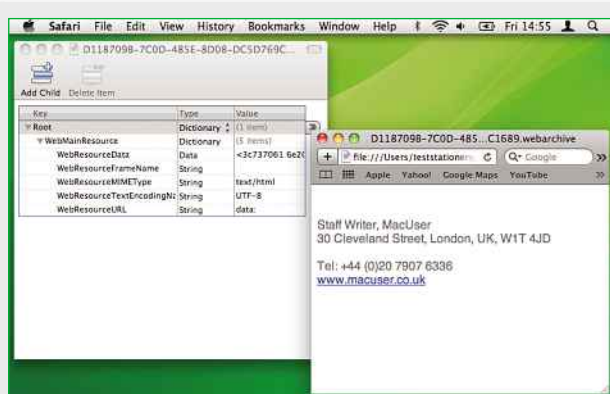 Safari File Edit View History Bookmarks Window Help Fri 14:55
D1187098-7C0D-485E-8D08-DC5D769C...
Add Child Delete Item
Key Type Value
Root Dictionary (1 item)
WebMainResource Dictionary (5 items)
WebResourceData Data <3c737061 6e20
WebResourceFrameName String
WebResourceMIMEType String text/html
WebResourceTextEncodingNa String UTF-8
WebResourceURL String data:
D1187098-7C0D-485...C1689.webarchive
file:///Users/teststationery Google
Apple Yahoo! Google Maps YouTube
Staff Writer, MacUser
30 Cleveland Street, London, UK, W1T 4JD
Tel: +44 (0)20 7907 6336
www.macuser.co.uk